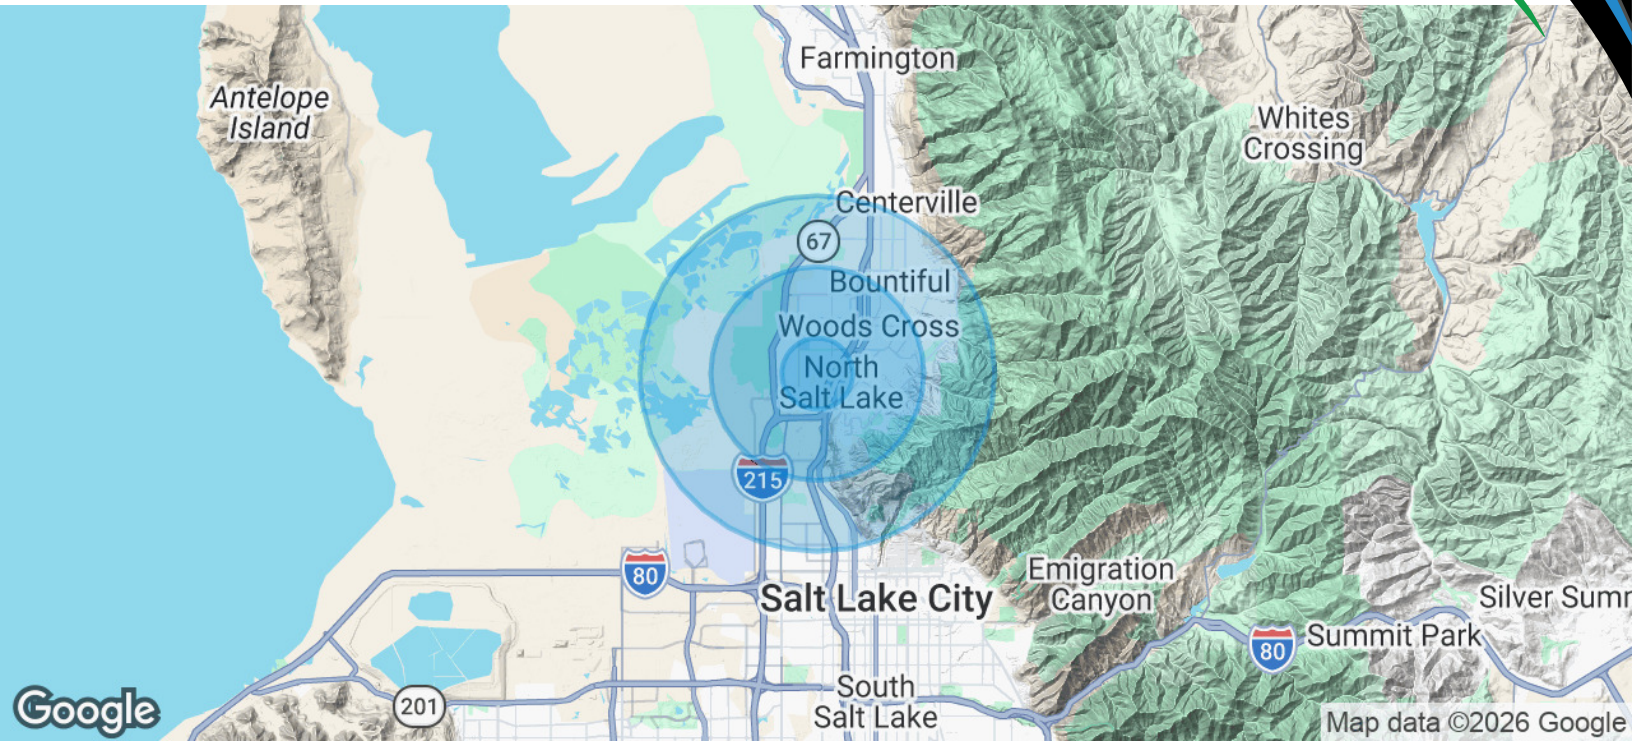 Farmington
Antelope
Island
Whites
Crossing
Centerville
67
Bountiful
Woods Cross
North
Salt Lake
215
80
Emigration
Canyon
Salt Lake City
Silver Sumr
Summit Park
80
South
Salt Lake
201
Google
Map data ©2026 Google